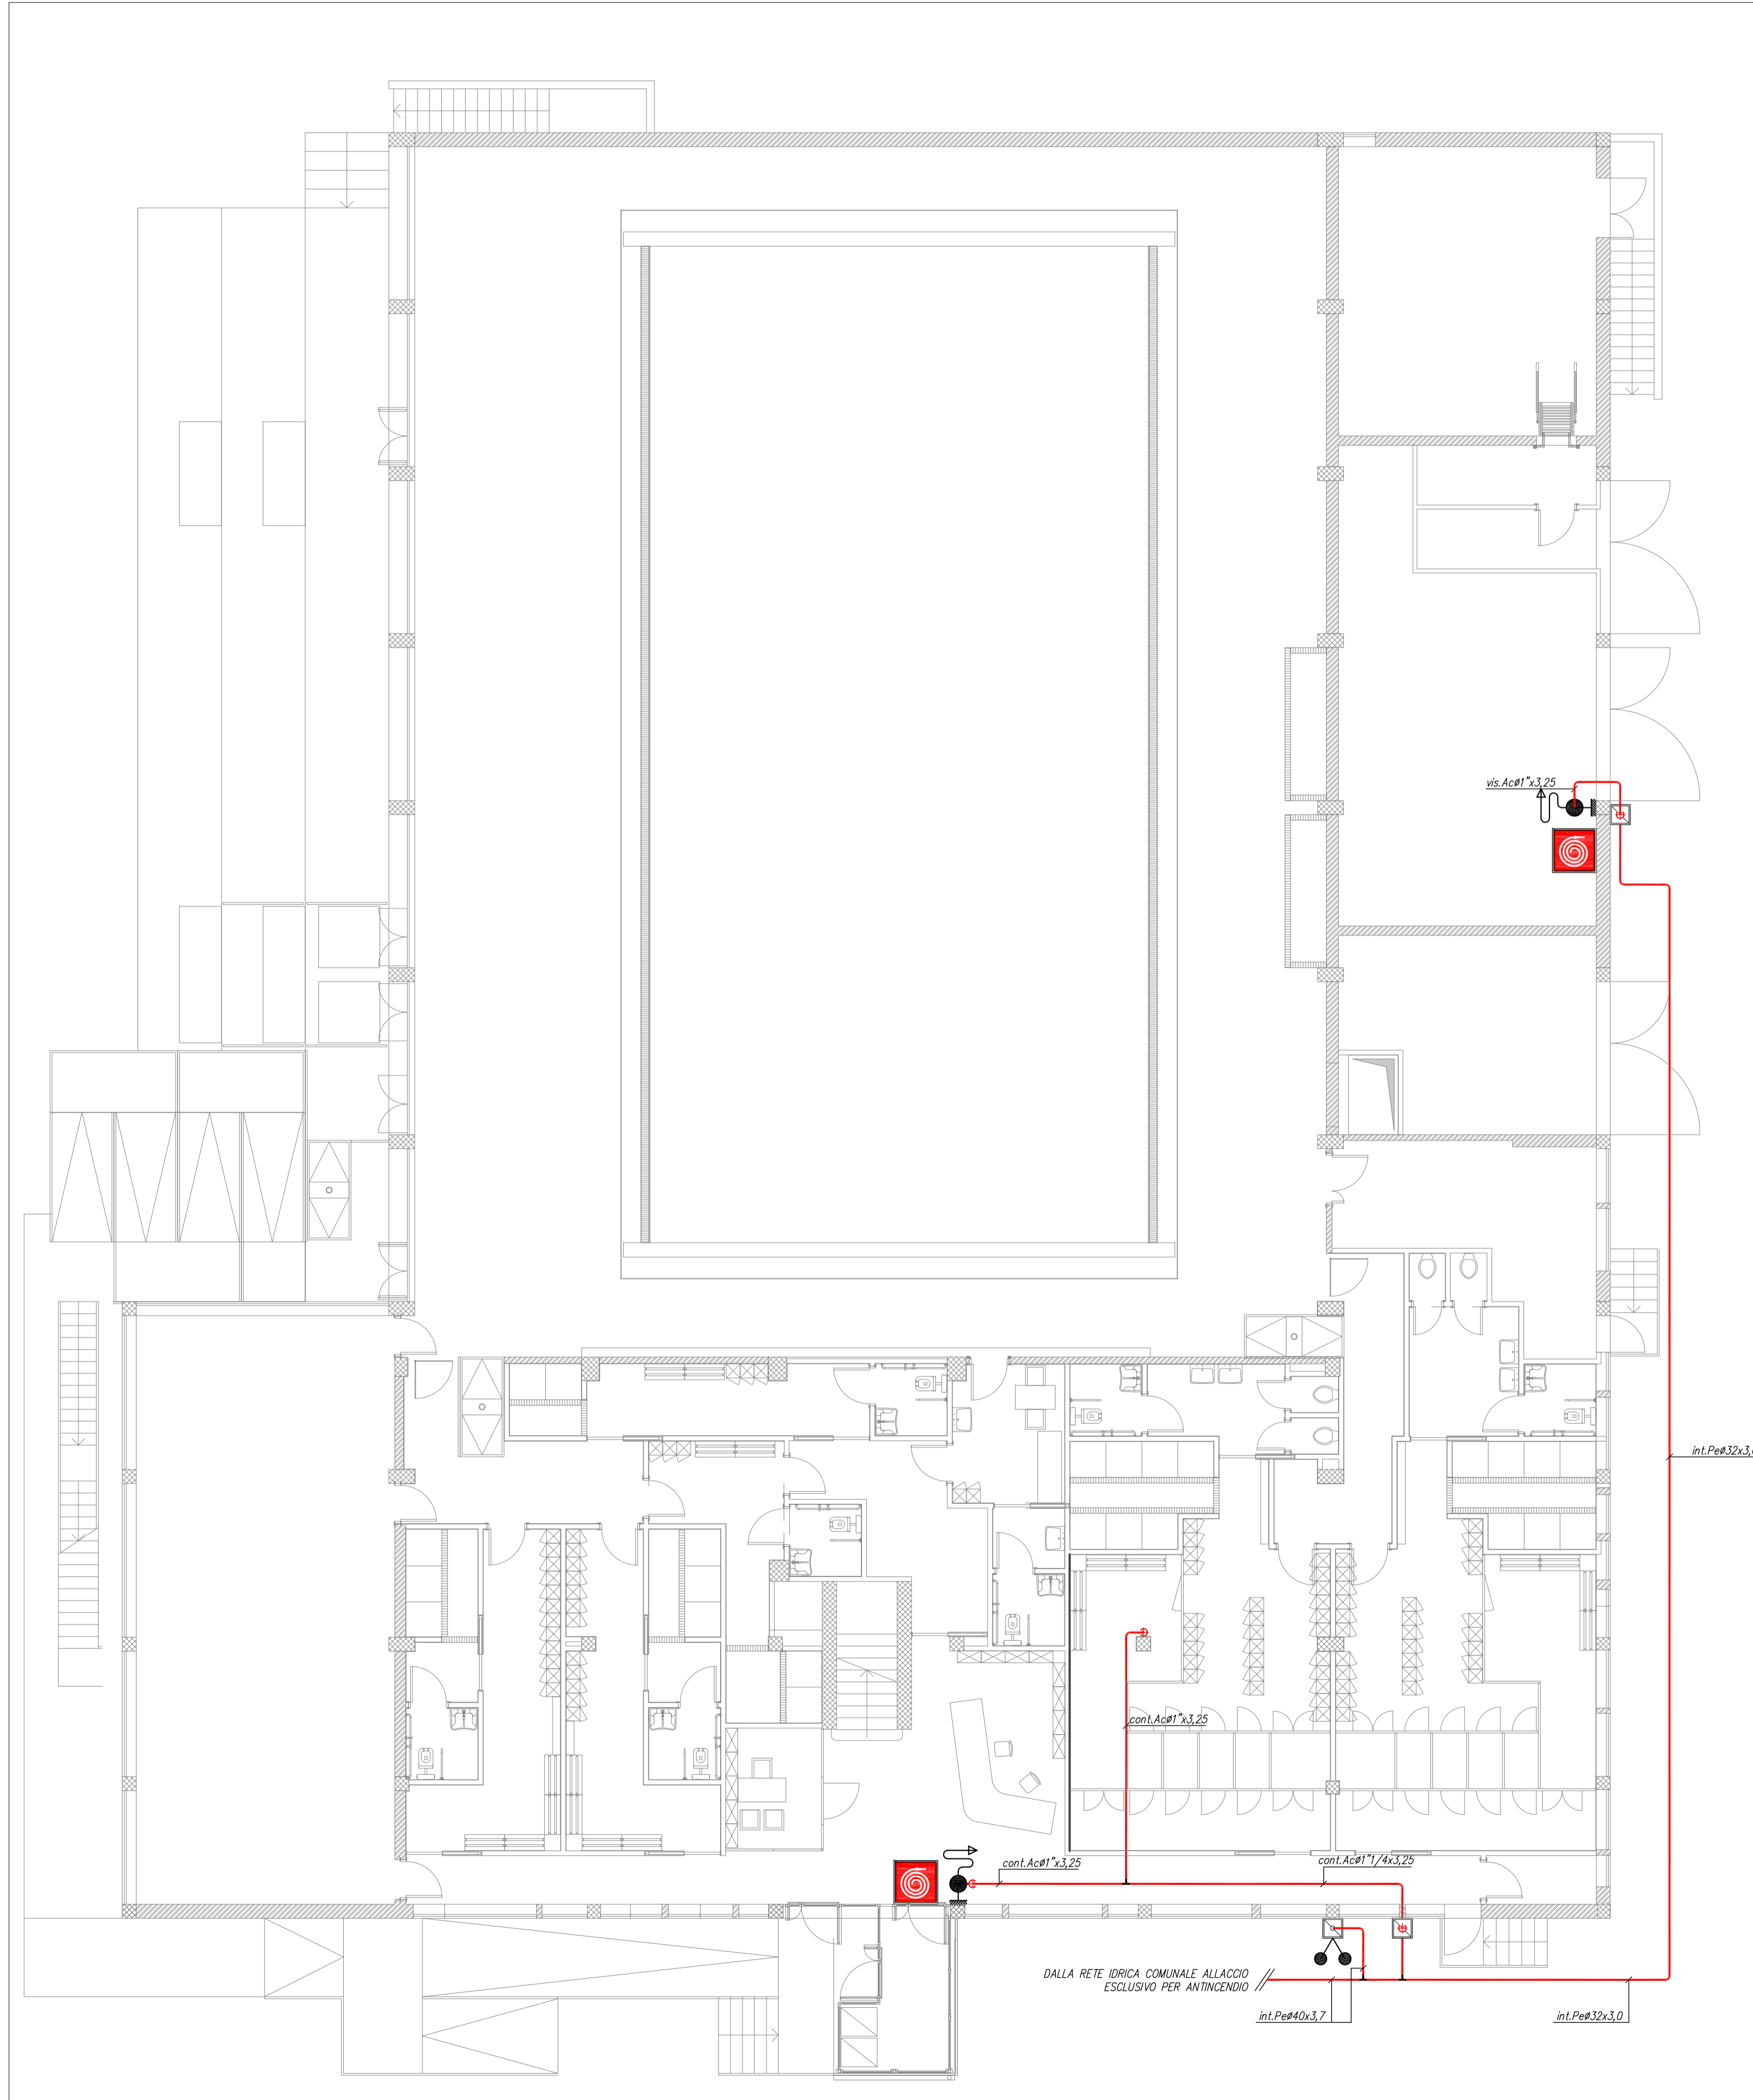 vis.Acø1"x3,25
int.Peø32x3,
cont.Acø1"x3,25
cont.Acø1"x3,25
cont.Acø1"1/4x3,25
DALLA RETE IDRICA COMUNALE ALLACCIO
ESCLUSIVO PER ANTINCENDIO
int.Peø40x3,7
int.Peø32x3,0